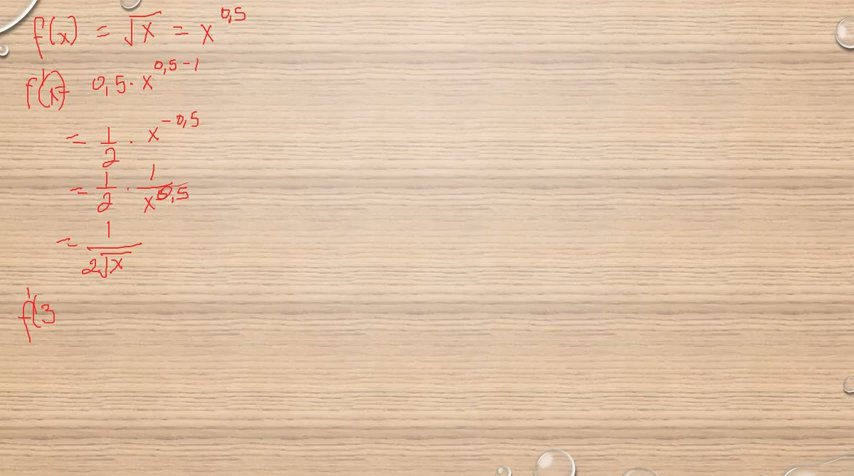 f(x) = √x = x^0,5
f'(x) = 0,5 · x^0,5-1
= 1/2 · x^-0,5
= 1/2 · 1/x^0,5
= 1/2√x
f'(3